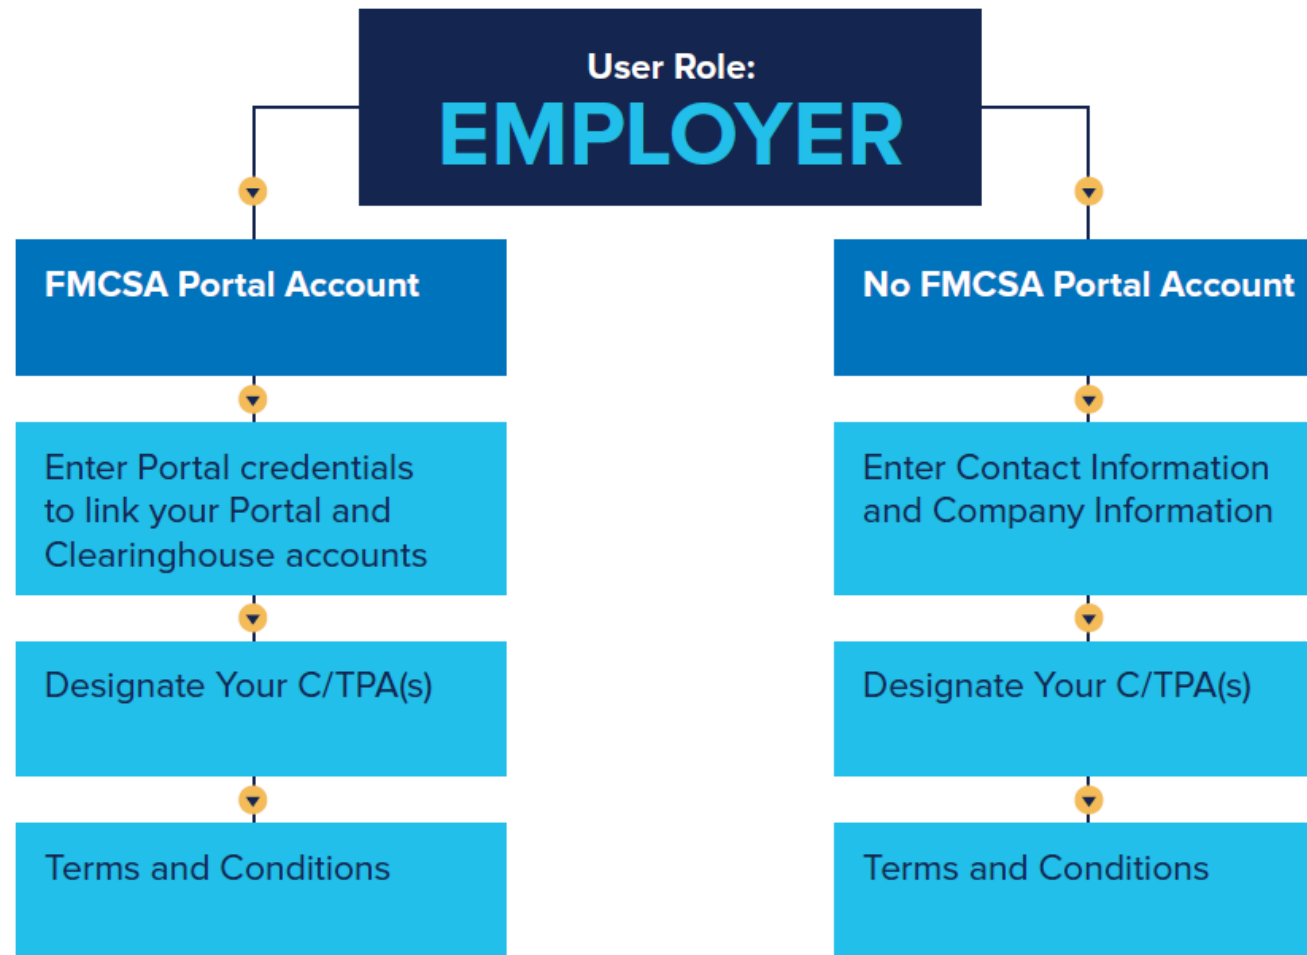 User Role:
EMPLOYER
FMCSA Portal Account
Enter Portal credentials
to link your Portal and
Clearinghouse accounts
Designate Your C/TPA(s)
Terms and Conditions
No FMCSA Portal Account
Enter Contact Information
and Company Information
Designate Your C/TPA(s)
Terms and Conditions